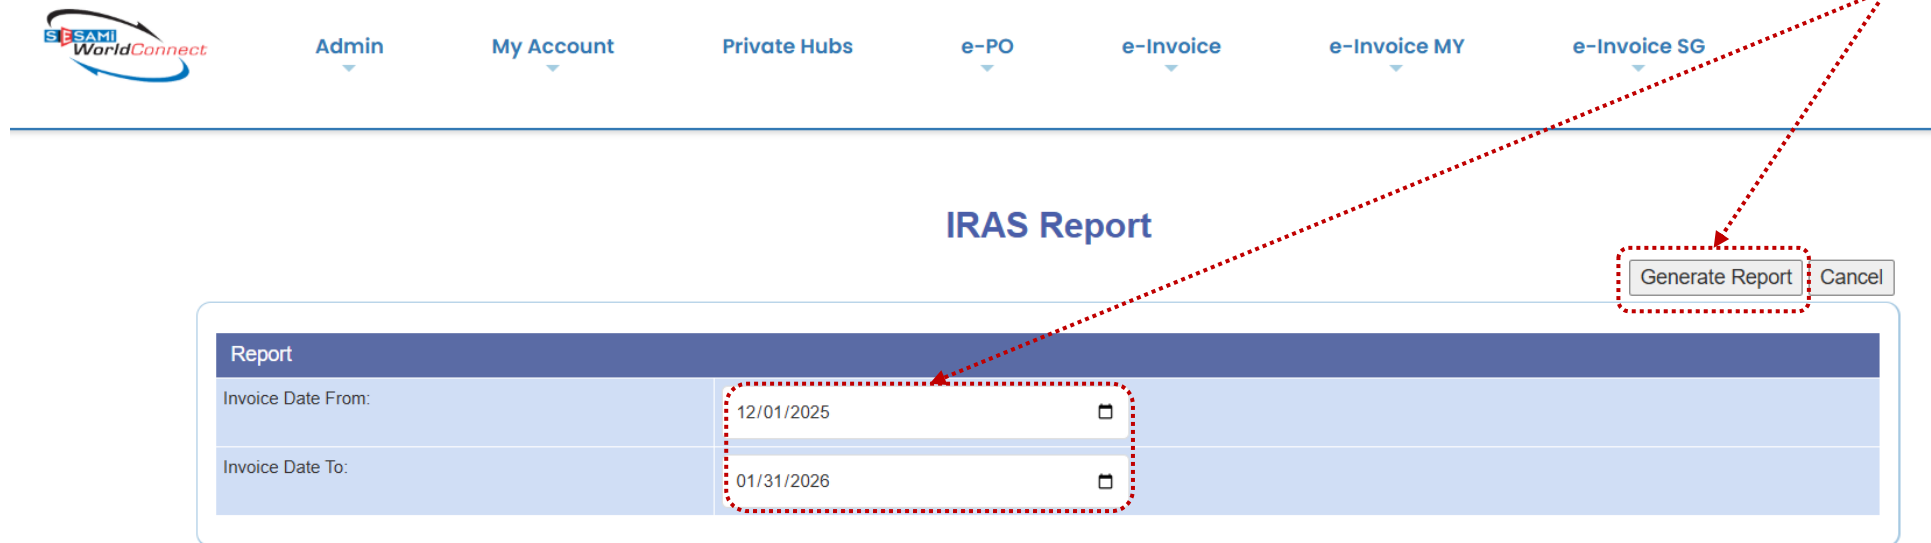 SESAMI
WorldConnect
Admin
My Account
Private Hubs
e-PO
e-Invoice
e-Invoice MY
e-Invoice SG
IRAS Report
Generate Report
Cancel
Report
Invoice Date From:
12/01/2025
Invoice Date To:
01/31/2026